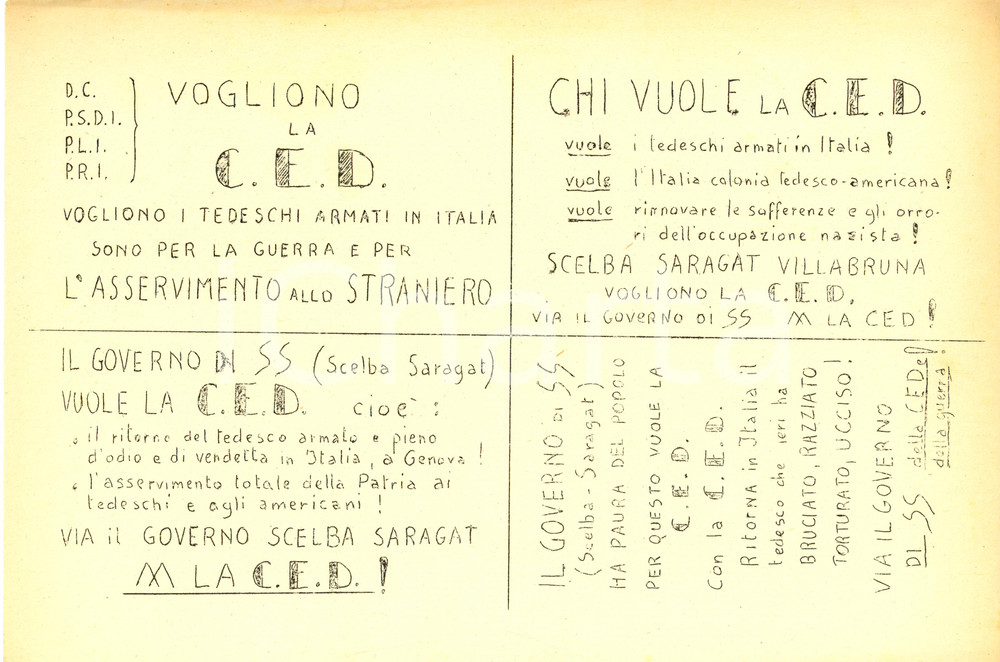 D.C.
P.S.D.I.
P.L.I.
P.R.I.
VOGLIONO
LA
C.E.D.
VOGLIONO I TEDESCHI ARMATI IN ITALIA
SONO PER LA GUERRA E PER
L'ASSERVIMENTO ALLO STRANIERO
CHI VUOLE LA C.E.D.
vuole i tedeschi armati in Italia !
vuole l'Italia colonia Tedesco-americana !
vuole rinnovare le sofferenze e gli orro-
ri dell'occupazione nazista !
SCELBA SARAGAT VILLABRUNA
VOGLIONO LA C.E.D.
VIA IL GOVERNO DI SS M LA CED !
IL GOVERNO DI SS (Scelba Saragat)
VUOLE LA C.E.D. cioè :
. il ritorno del tedesco armato e pieno
d'odio e di vendetta in Italia, a Genova !
. l'asservimento totale della Patria ai
tedeschi e agli americani !
VIA il GOVERNO SCELBA SARAGAT
M LA C.E.D. !
IL GOVERNO DI SS
(Scelba-Saragat)
HA PAURA DEL POPOLO
PER QUESTO VUOLE LA
C.E.D.
Con la C.E.D.
Ritorna in Italia il
tedesco che ieri ha
BRUCIATO, RAZZIATO
TORTURATO, UCCISO !
VIA IL GOVERNO
DI SS della CED !
della guerra !